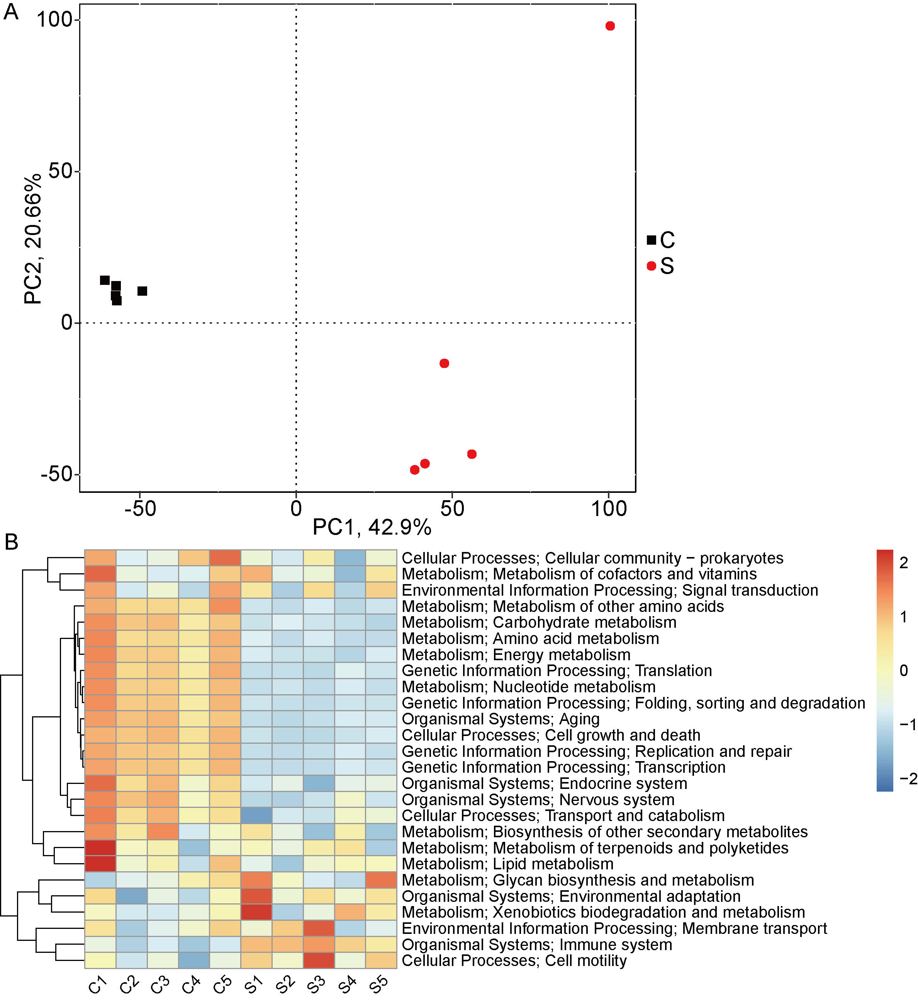 A
100
50
0
-50
PC2, 20.66%
-50
0
50
100
PC1, 42.9%
C
S
B
Cellular Processes; Cellular community − prokaryotes
Metabolism; Metabolism of cofactors and vitamins
Environmental Information Processing; Signal transduction
Metabolism; Metabolism of other amino acids
Metabolism; Carbohydrate metabolism
Metabolism; Amino acid metabolism
Metabolism; Energy metabolism
Genetic Information Processing; Translation
Metabolism; Nucleotide metabolism
Genetic Information Processing; Folding, sorting and degradation
Organismal Systems; Aging
Cellular Processes; Cell growth and death
Genetic Information Processing; Replication and repair
Genetic Information Processing; Transcription
Organismal Systems; Endocrine system
Organismal Systems; Nervous system
Cellular Processes; Transport and catabolism
Metabolism; Biosynthesis of other secondary metabolites
Metabolism; Metabolism of terpenoids and polyketides
Metabolism; Lipid metabolism
Metabolism; Glycan biosynthesis and metabolism
Organismal Systems; Environmental adaptation
Metabolism; Xenobiotics biodegradation and metabolism
Environmental Information Processing; Membrane transport
Organismal Systems; Immune system
Cellular Processes; Cell motility
C1
C2
C3
C4
C5
S1
S2
S3
S4
S5
2
1
0
−1
−2